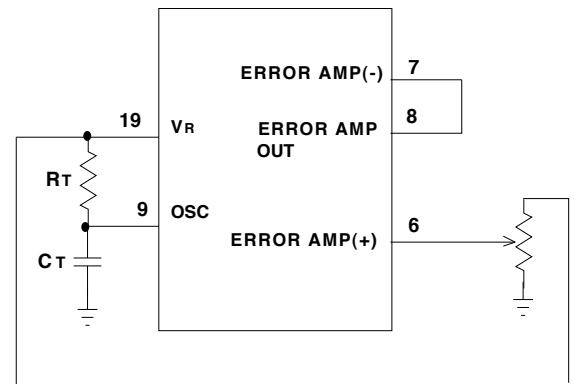 ERROR AMP(-)
7
19
VR
ERROR AMP
OUT
8
RT
9
OSC
ERROR AMP(+)
6
CT